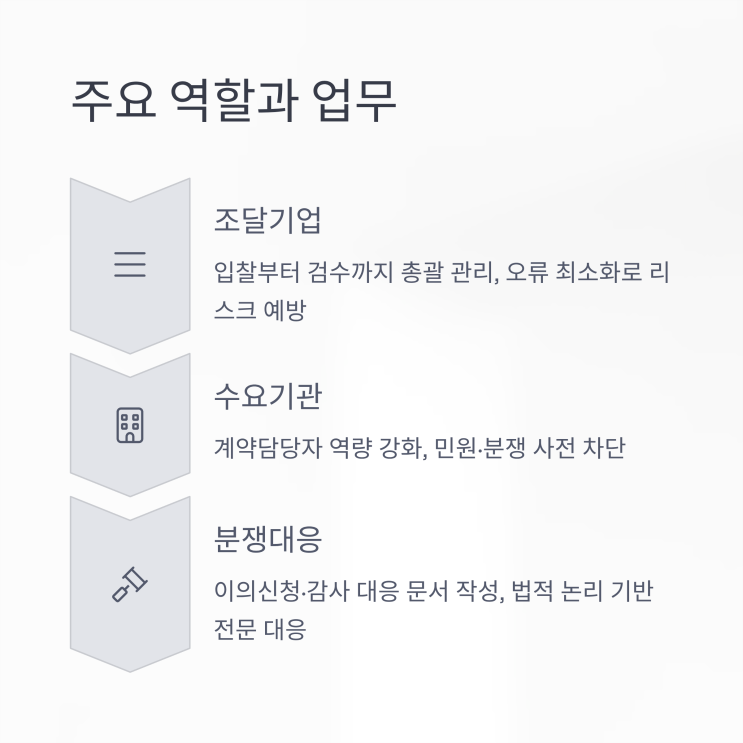 주요 역할과 업무
조달기업
입찰부터 검수까지 총괄 관리, 오류 최소화로 리
스크 예방
수요기관
계약담당자 역량 강화, 민원·분쟁 사전 차단
분쟁대응
이의신청·감사 대응 문서 작성, 법적 논리 기반
전문 대응